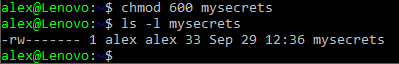 alex@Lenovo:~$ chmod 600 mysecrets
alex@Lenovo:~$ ls -l mysecrets
-rw------- 1 alex alex 33 Sep 29 12:36 mysecrets
alex@Lenovo:~$